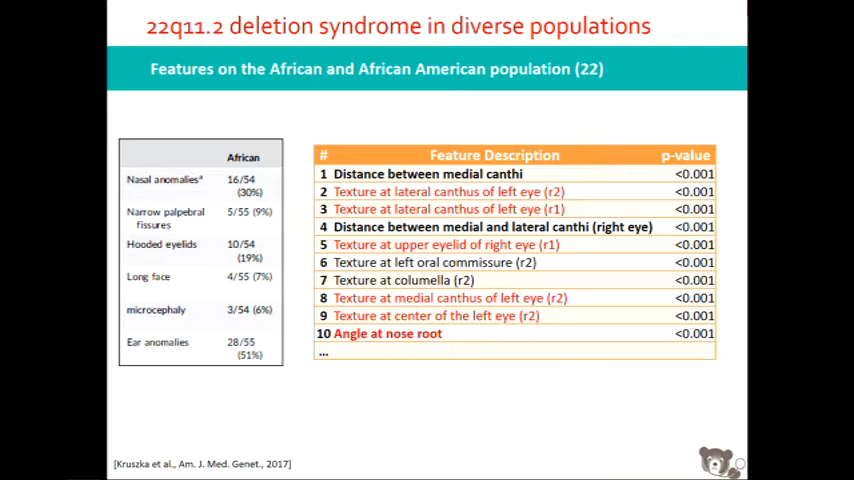 22q11.2 deletion syndrome in diverse populations
Features on the African and African American population (22)
African
Nasal anomaliesᵃ 16/54
(30%)
Narrow palpebral 5/55 (9%)
fissures
Hooded eyelids 10/54
(19%)
Long face 4/55 (7%)
microcephaly 3/54 (6%)
Ear anomalies 28/55
(51%)
# Feature Description p-value
1 Distance between medial canthi <0.001
2 Texture at lateral canthus of left eye (r2) <0.001
3 Texture at lateral canthus of left eye (r1) <0.001
4 Distance between medial and lateral canthi (right eye) <0.001
5 Texture at upper eyelid of right eye (r1) <0.001
6 Texture at left oral commissure (r2) <0.001
7 Texture at columella (r2) <0.001
8 Texture at medial canthus of left eye (r2) <0.001
9 Texture at center of the left eye (r2) <0.001
10 Angle at nose root <0.001
...
[Kruszka et al., Am. J. Med. Genet., 2017]